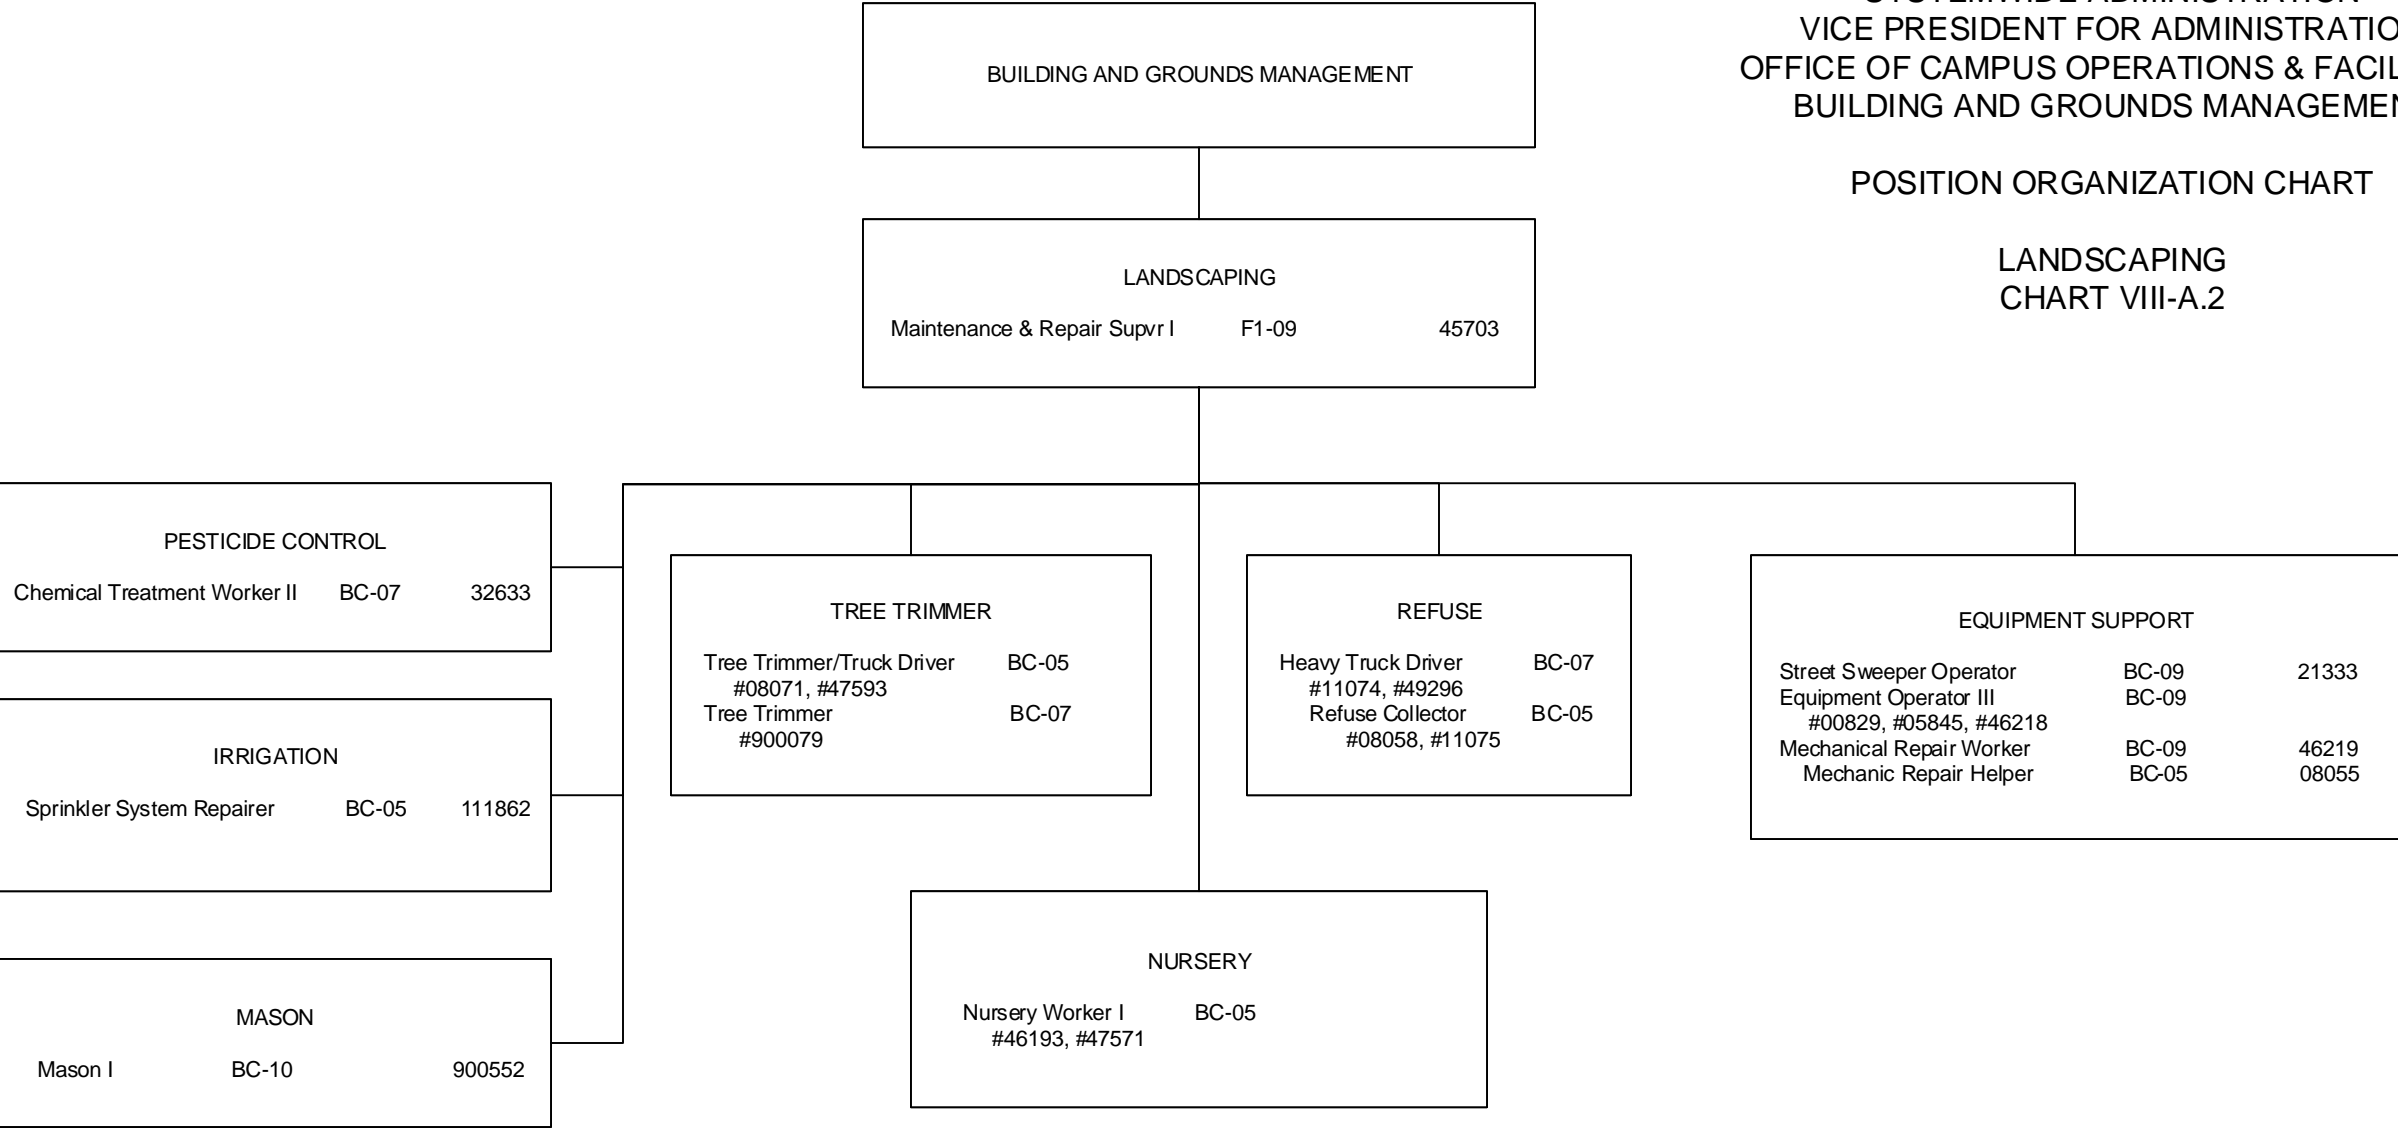 SYSTEMWIDE ADMINISTRATION
VICE PRESIDENT FOR ADMINISTRATIO
OFFICE OF CAMPUS OPERATIONS & FACIL
BUILDING AND GROUNDS MANAGEMEN
POSITION ORGANIZATION CHART
LANDSCAPING
CHART VIII-A.2
BUILDING AND GROUNDS MANAGEMENT
LANDSCAPING
Maintenance & Repair Supvr I F1-09 45703
PESTICIDE CONTROL
Chemical Treatment Worker II BC-07 32633
IRRIGATION
Sprinkler System Repairer BC-05 111862
MASON
Mason I BC-10 900552
TREE TRIMMER
Tree Trimmer/Truck Driver BC-05
#08071, #47593
Tree Trimmer BC-07
#900079
REFUSE
Heavy Truck Driver BC-07
#11074, #49296
Refuse Collector BC-05
#08058, #11075
EQUIPMENT SUPPORT
Street Sweeper Operator BC-09 21333
Equipment Operator III BC-09
#00829, #05845, #46218
Mechanical Repair Worker BC-09 46219
Mechanic Repair Helper BC-05 08055
NURSERY
Nursery Worker I BC-05
#46193, #47571